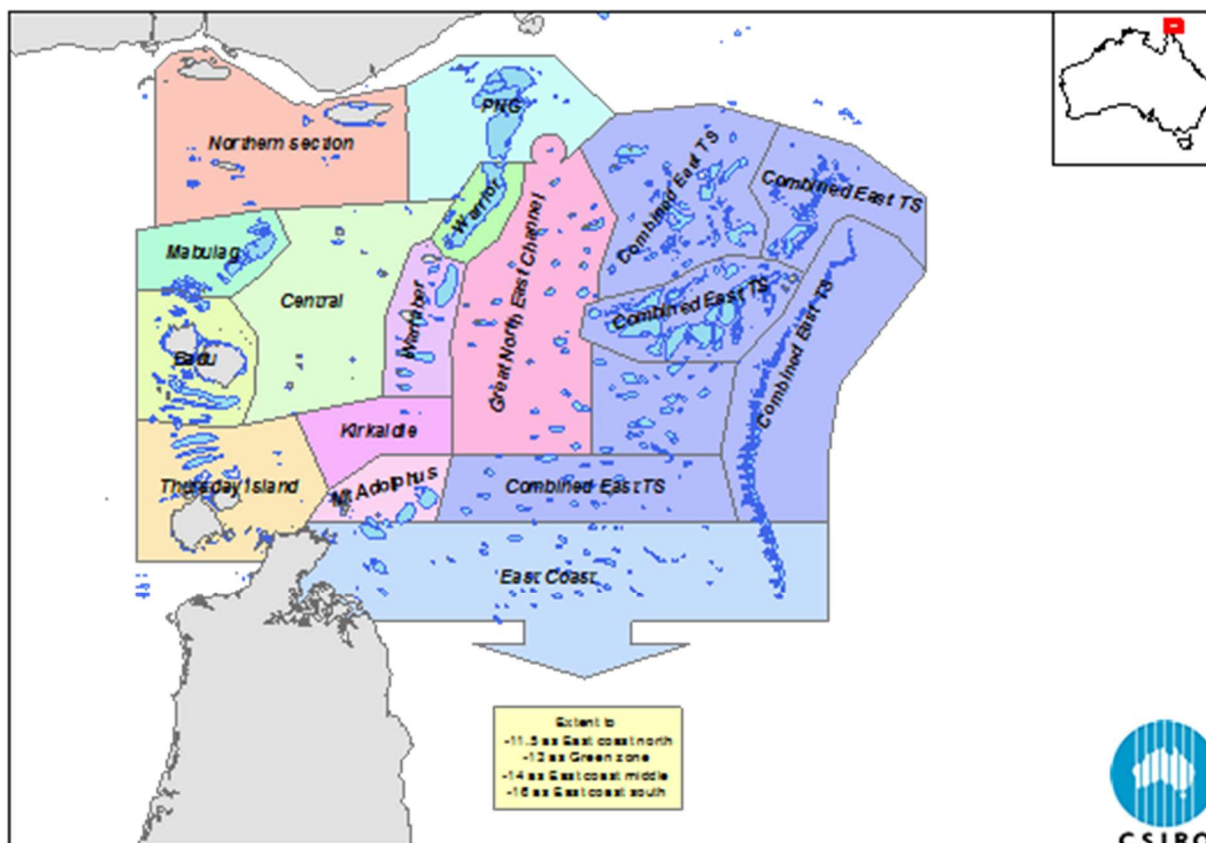 PNG
Northern section
Combined East TS
Combined East TS
Warrior
Mabuiag
Great North East Channel
Central
Warraber
Combined East TS
Combined East TS
Badu
Kirkaldie
Mt Adolphus
Thursday Island
Combined East TS
East Coast
Extent to
-11.5 as East coast north
-13 as Green zone
-14 as East coast middle
-16 as East coast south
CSIRO